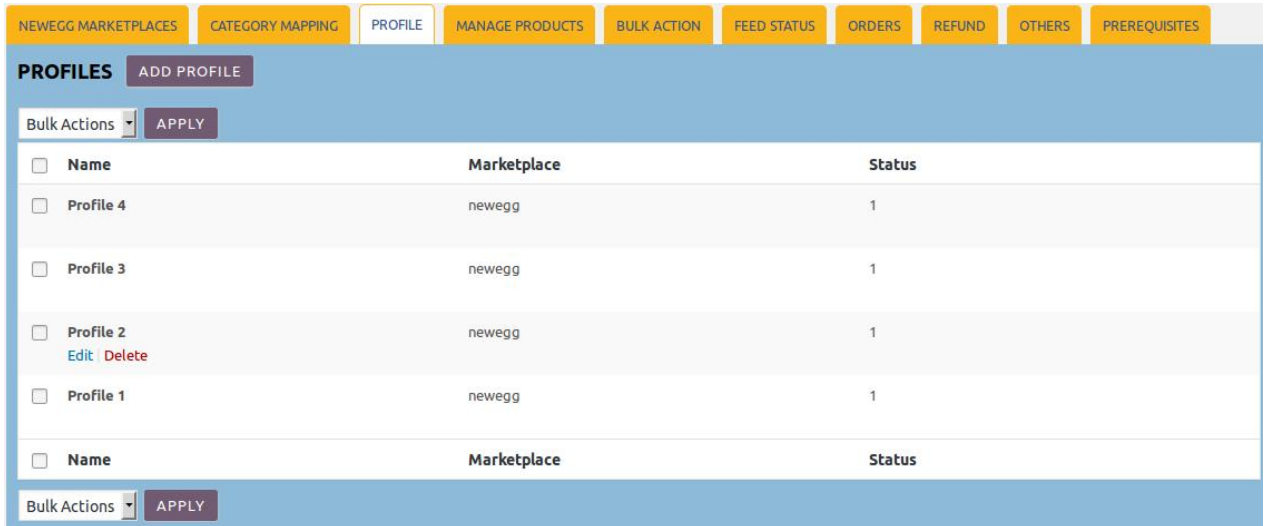 NEWEGG MARKETPLACES CATEGORY MAPPING PROFILE MANAGE PRODUCTS BULK ACTION FEED STATUS ORDERS REFUND OTHERS PREREQUISITES
PROFILES ADD PROFILE
Bulk Actions APPLY
Name Marketplace Status
Profile 4 newegg 1
Profile 3 newegg 1
Profile 2 newegg 1
Edit | Delete
Profile 1 newegg 1
Name Marketplace Status
Bulk Actions APPLY